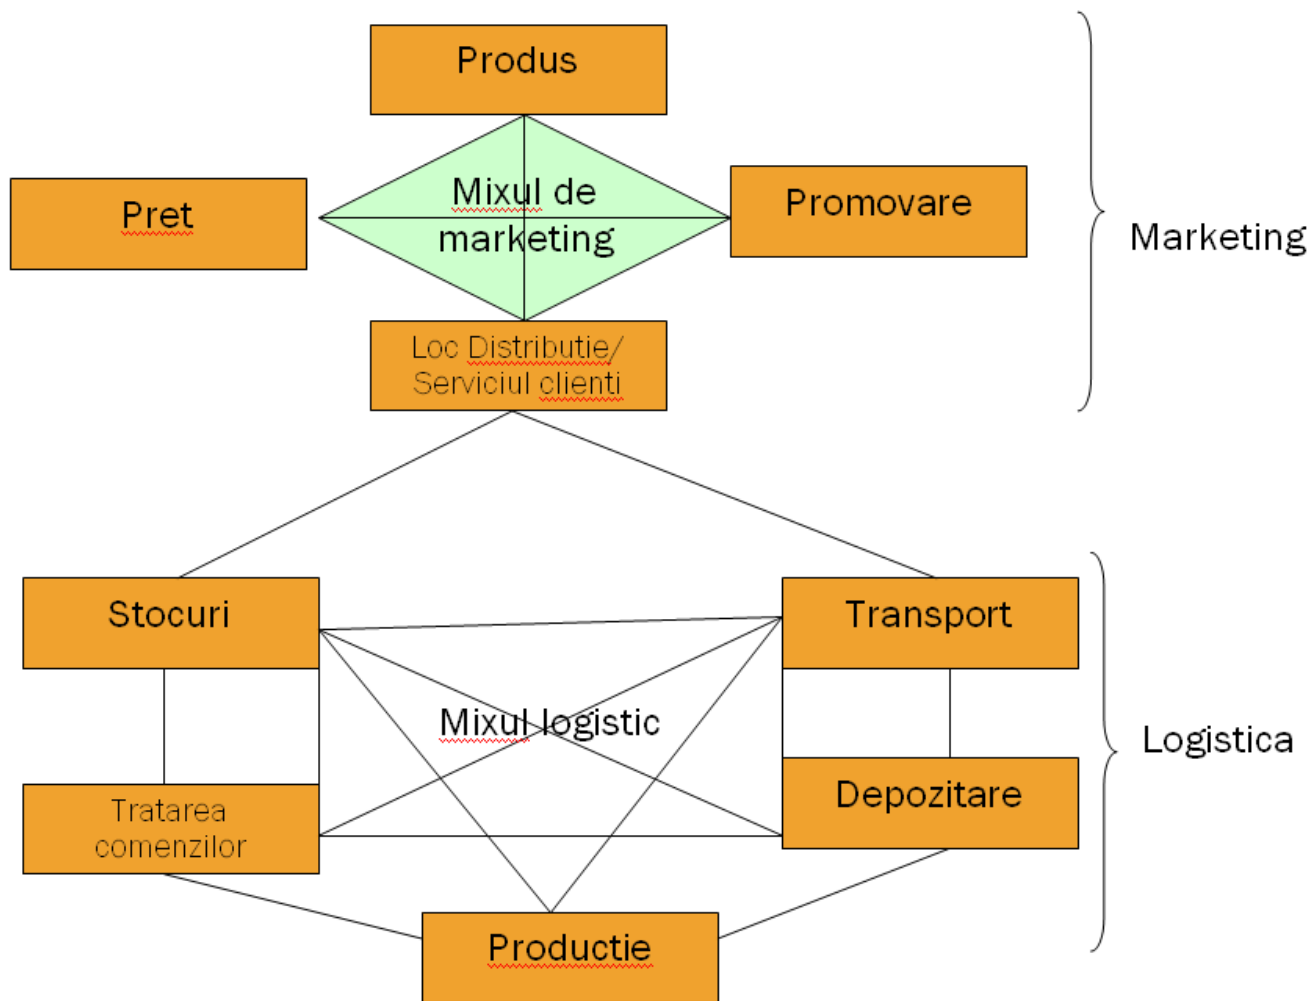 Produs
Pret
Mixul de
marketing
Promovare
Marketing
Loc Distributie/
Serviciul clienti
Stocuri
Transport
Mixul logistic
Logistica
Tratarea
comenzilor
Depozitare
Productie